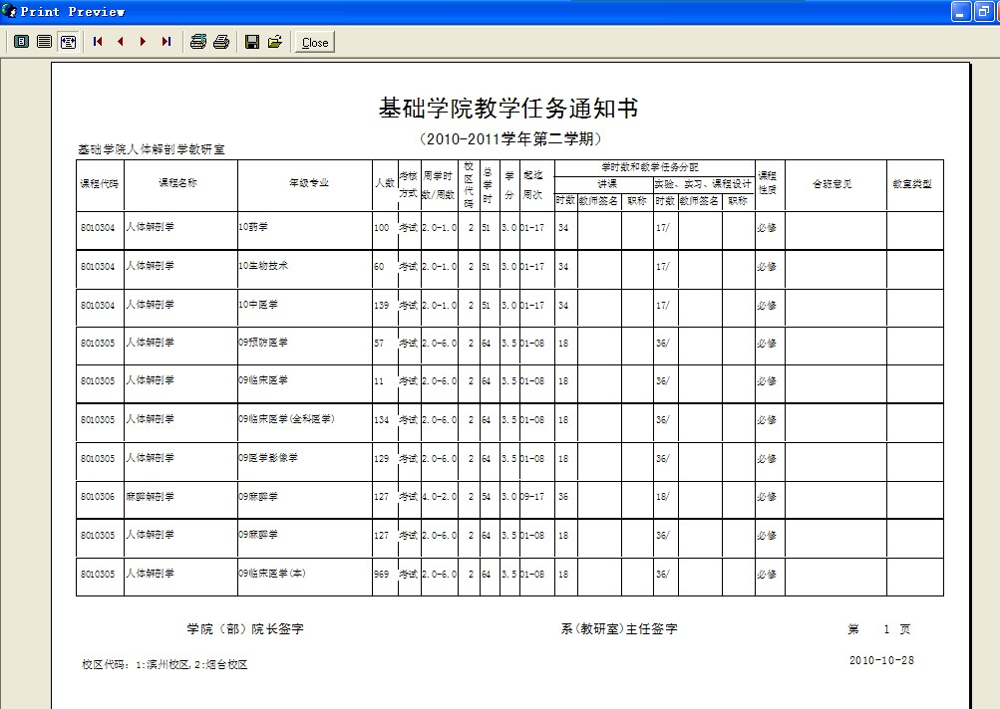 Print Preview
Close
基础学院教学任务通知书
（2010-2011学年第二学期）
基础学院人体解剖学教研室
课程代码 课程名称 年级专业 人数 考核方式 周学时数/周数 校区代码 总学时 学分 起迄周次 学时数和教学任务分配 课程性质 合班意见 教室类型
讲课 实验、实习、课程设计
时数 教师签名 职称 时数 教师签名 职称
8010304 人体解剖学 10药学 100 考试 2.0-1.0 2 51 3.0 01-17 34 17/ 必修
8010304 人体解剖学 10生物技术 60 考试 2.0-1.0 2 51 3.0 01-17 34 17/ 必修
8010304 人体解剖学 10中医学 139 考试 2.0-1.0 2 51 3.0 01-17 34 17/ 必修
8010305 人体解剖学 09预防医学 57 考试 2.0-6.0 2 64 3.5 01-08 18 36/ 必修
8010305 人体解剖学 09临床医学 11 考试 2.0-6.0 2 64 3.5 01-08 18 36/ 必修
8010305 人体解剖学 09临床医学(全科医学) 134 考试 2.0-6.0 2 64 3.5 01-08 18 36/ 必修
8010305 人体解剖学 09医学影像学 129 考试 2.0-6.0 2 64 3.5 01-08 18 36/ 必修
8010306 麻醉解剖学 09麻醉学 127 考试 4.0-2.0 2 54 3.0 09-17 36 18/ 必修
8010305 人体解剖学 09麻醉学 127 考试 2.0-6.0 2 64 3.5 01-08 18 36/ 必修
8010305 人体解剖学 09临床医学(本) 969 考试 2.0-6.0 2 64 3.5 01-08 18 36/ 必修
学院（部）院长签字 系(教研室)主任签字 第 1 页
校区代码：1:滨州校区,2:烟台校区 2010-10-28